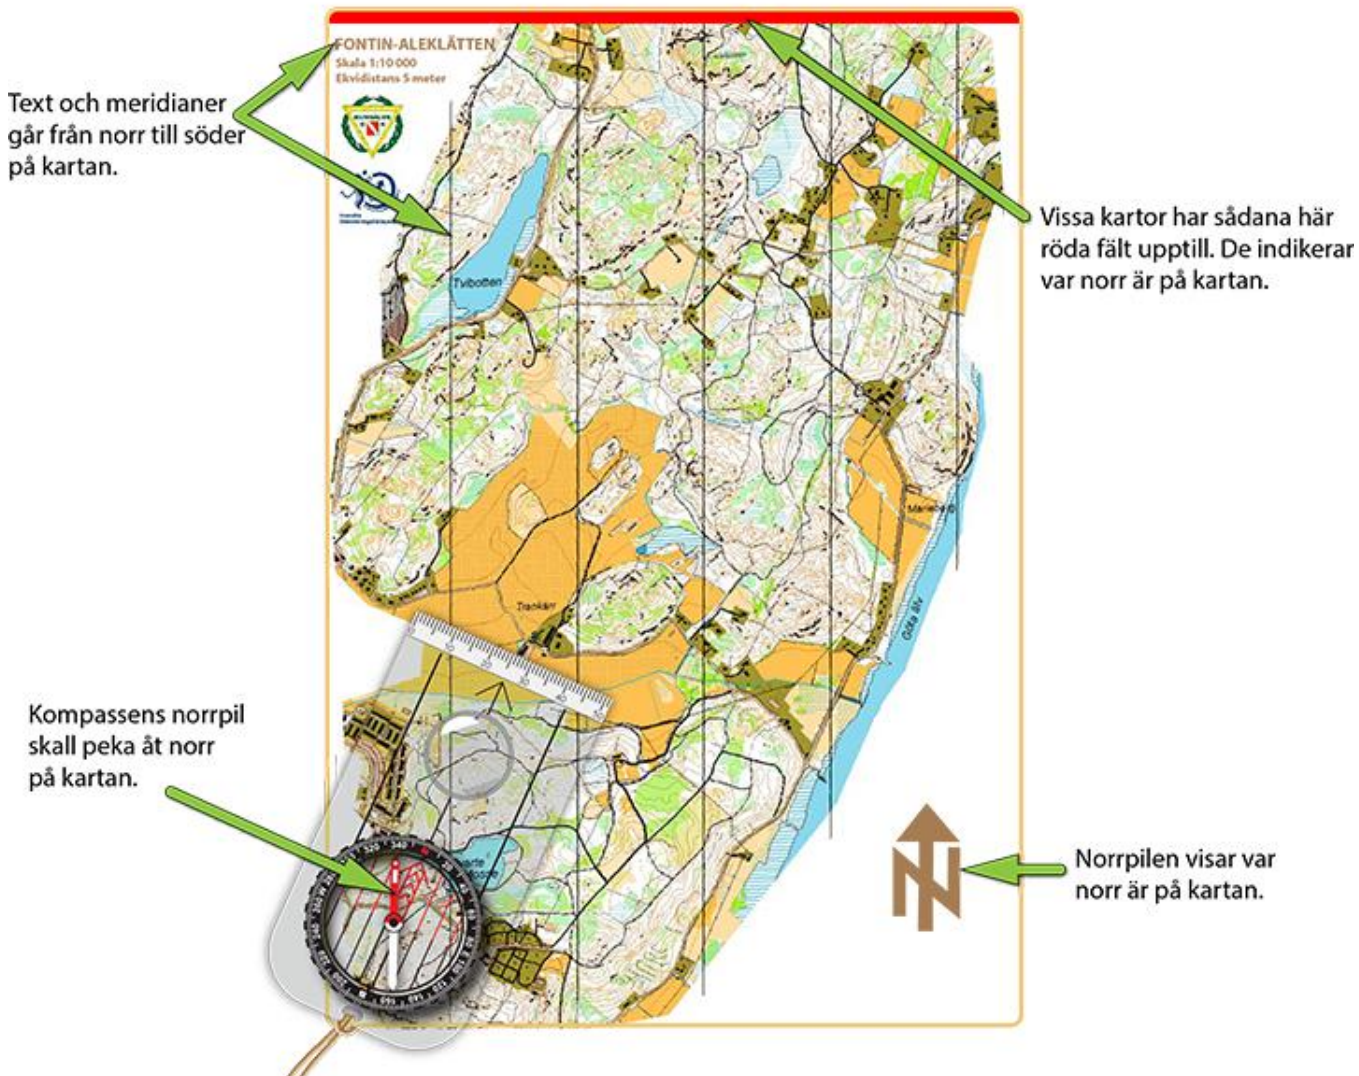 FONTIN-ALEKLÄTTEN
Skala 1:10 000
Ekvidistans 5 meter
Text och meridianer
går från norr till söder
på kartan.
Vissa kartor har sådana här
röda fält upptill. De indikerar
var norr är på kartan.
Tvibotten
Göta älv
Kompassens norrpil
skall peka åt norr
på kartan.
Norrpilen visar var
norr är på kartan.
N